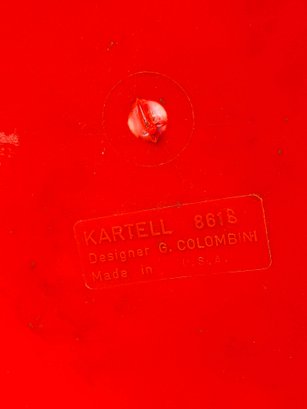 KARTELL 8618
Designer G. COLOMBINI
Made in U.S.A.